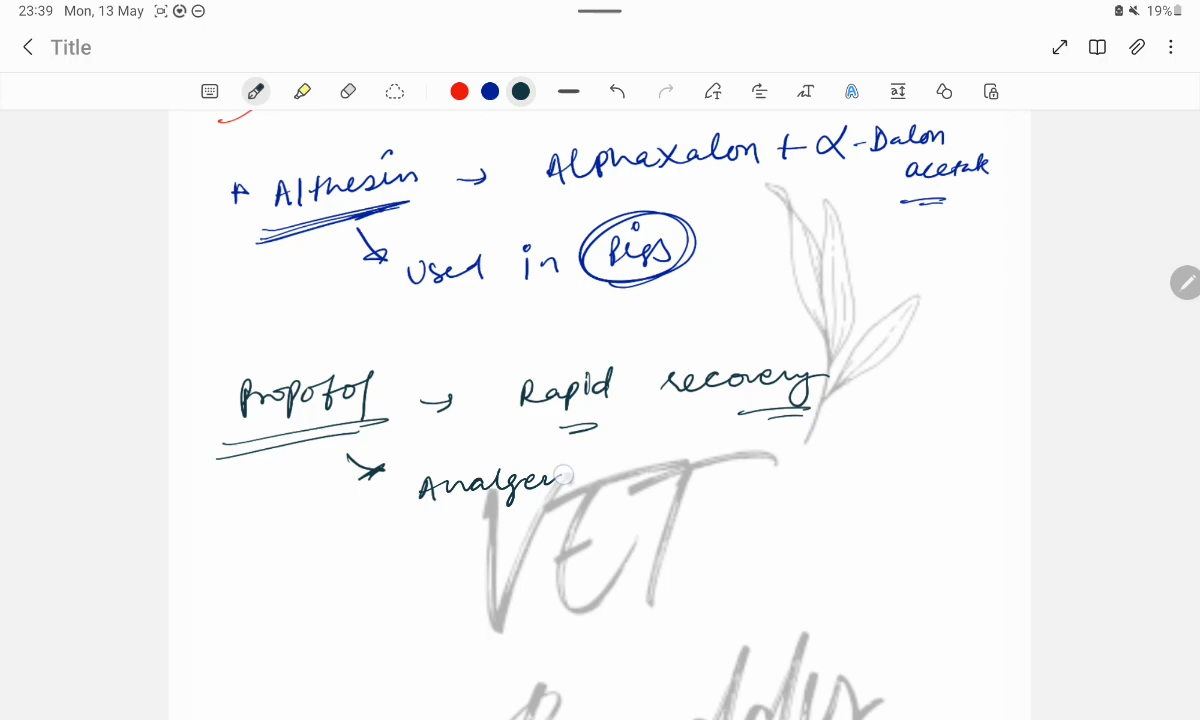 23:39 Mon, 13 May 19%
Title
Althesin → Alphaxalon + α-Dalon
acetate
Used in Pigs
Propofol → Rapid recovery
Analges
VET